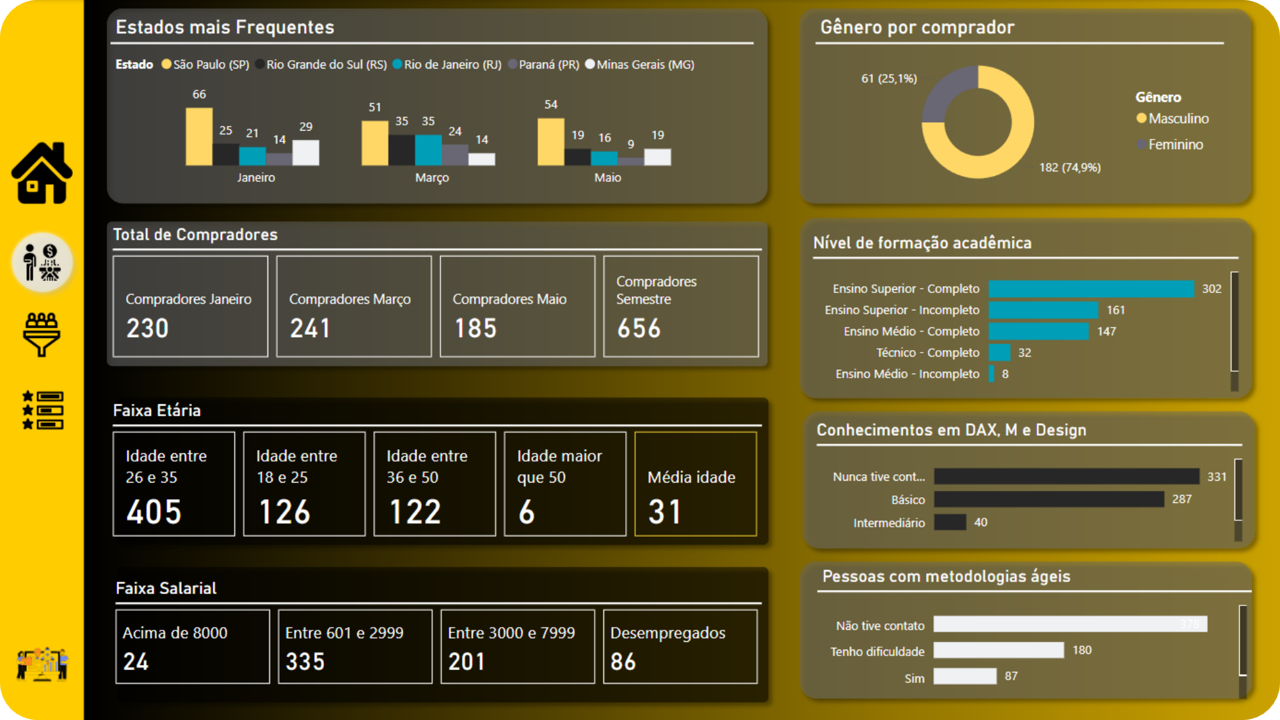 Estados mais Frequentes
Estado São Paulo (SP) Rio Grande do Sul (RS) Rio de Janeiro (RJ) Paraná (PR) Minas Gerais (MG)
66
25
21
14
29
Janeiro
51
35
35
24
14
Março
54
19
16
9
19
Maio
Total de Compradores
Compradores Janeiro
230
Compradores Março
241
Compradores Maio
185
Compradores
Semestre
656
Faixa Etária
Idade entre
26 e 35
405
Idade entre
18 e 25
126
Idade entre
36 e 50
122
Idade maior
que 50
6
Média idade
31
Faixa Salarial
Acima de 8000
24
Entre 601 e 2999
335
Entre 3000 e 7999
201
Desempregados
86
Gênero por comprador
61 (25,1%)
182 (74,9%)
Gênero
Masculino
Feminino
Nível de formação acadêmica
Ensino Superior - Completo 302
Ensino Superior - Incompleto 161
Ensino Médio - Completo 147
Técnico - Completo 32
Ensino Médio - Incompleto 8
Conhecimentos em DAX, M e Design
Nunca tive cont... 331
Básico 287
Intermediário 40
Pessoas com metodologias ágeis
Não tive contato
Tenho dificuldade 180
Sim 87